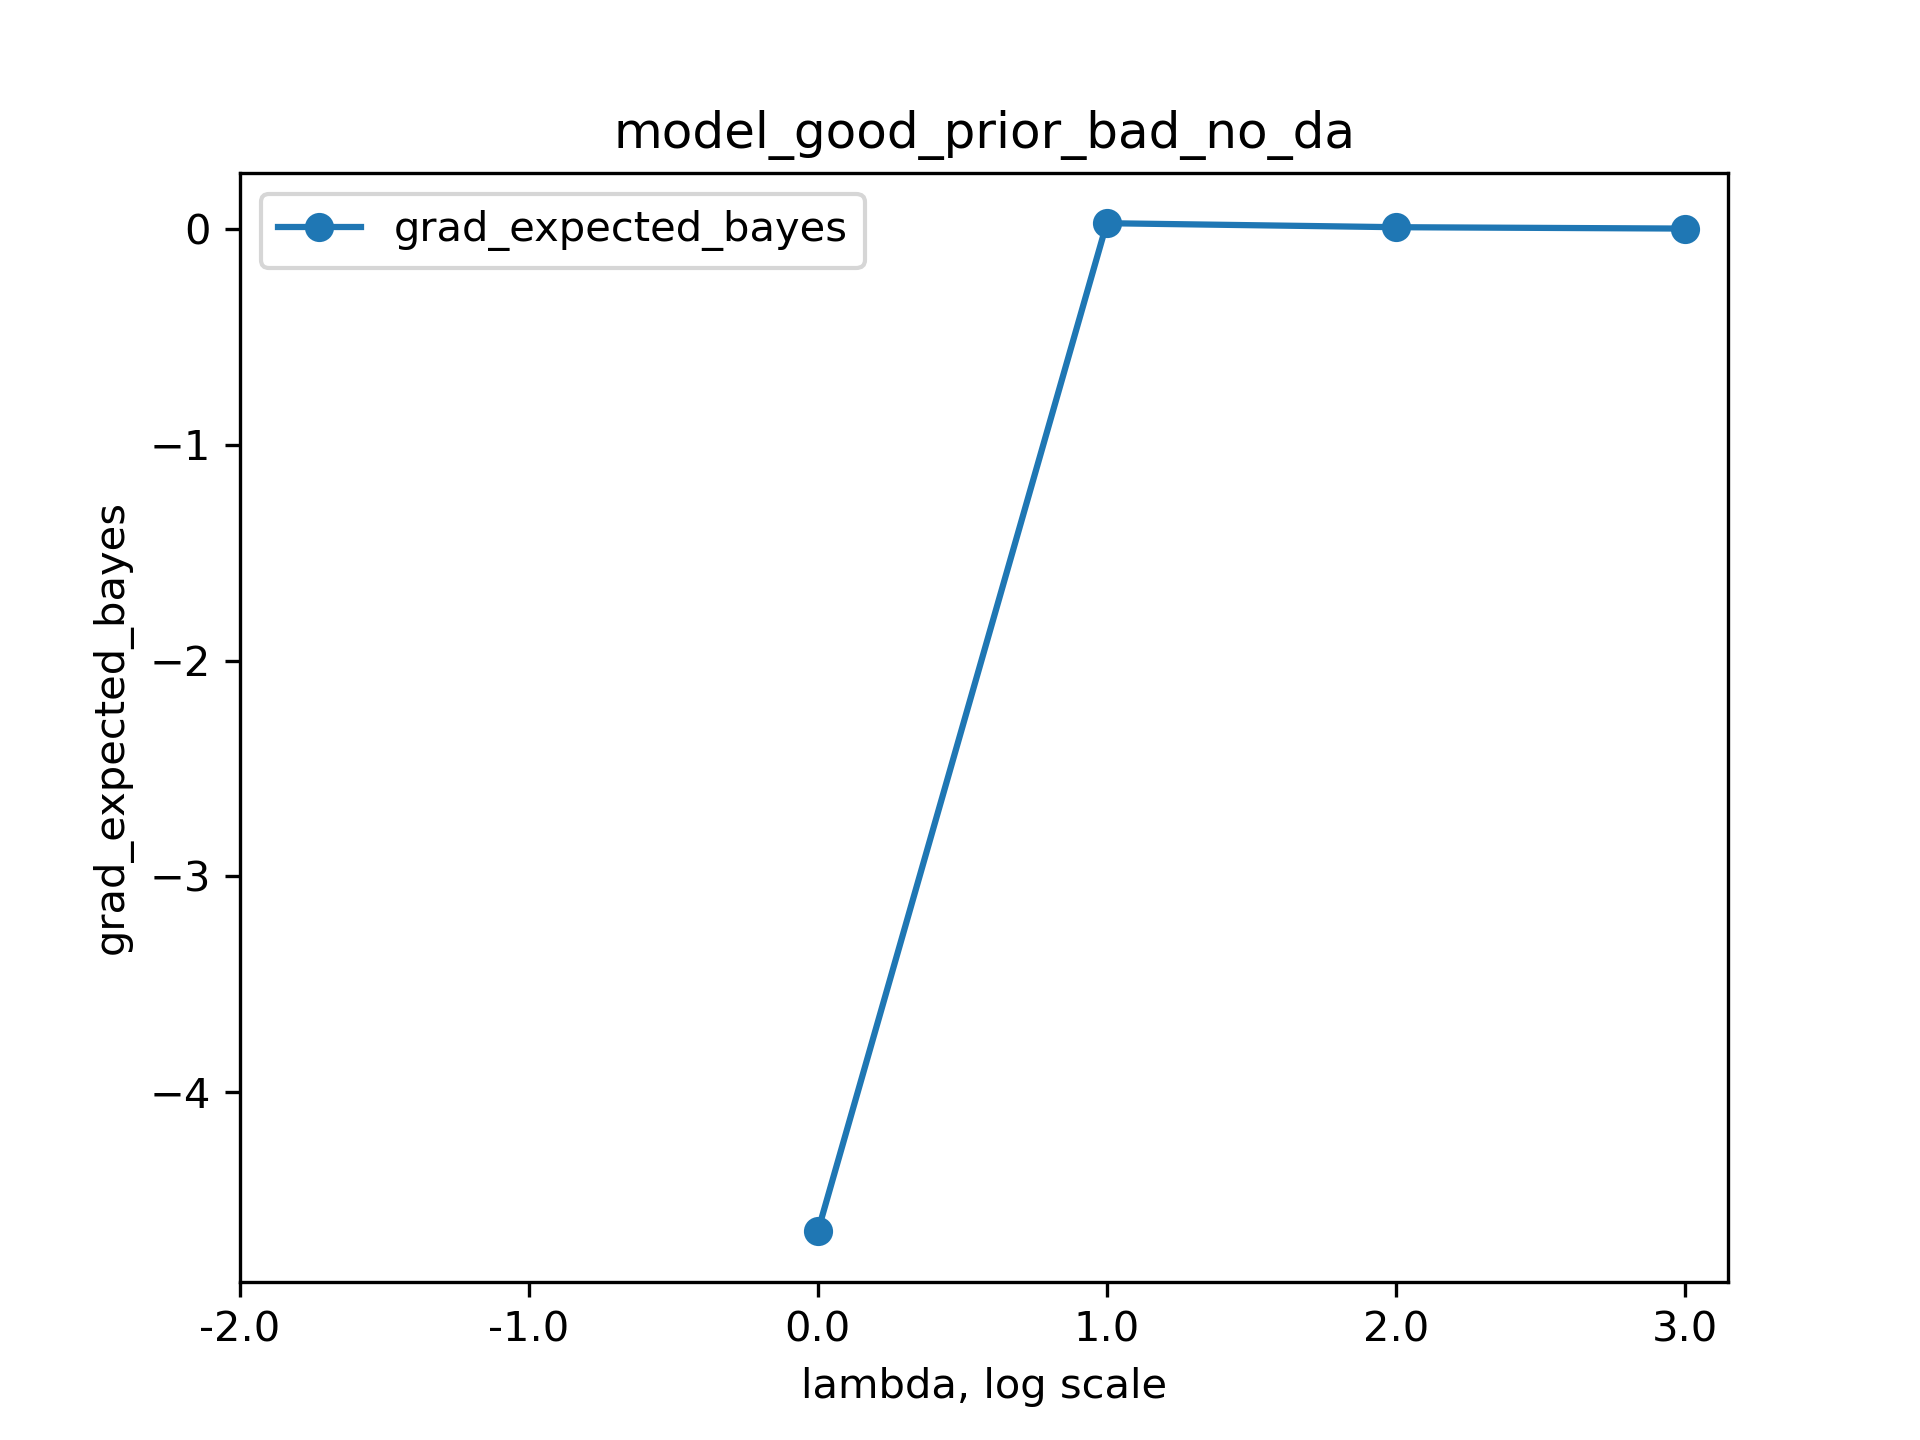 model_good_prior_bad_no_da
grad_expected_bayes
0
−1
−2
−3
−4
grad_expected_bayes
-2.0 -1.0 0.0 1.0 2.0 3.0
lambda, log scale